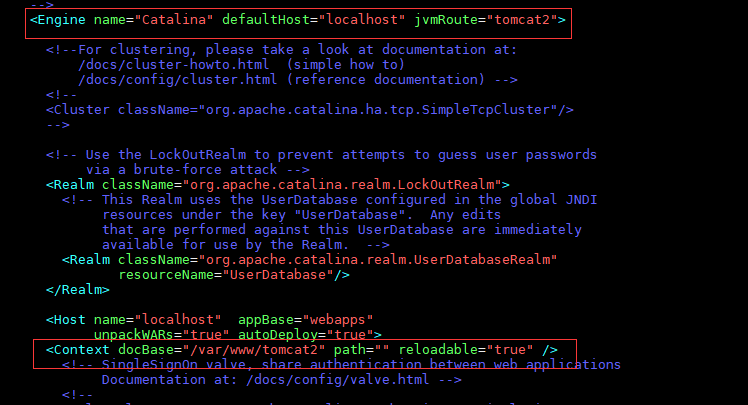 -->
<Engine name="Catalina" defaultHost="localhost" jvmRoute="tomcat2">
<!--For clustering, please take a look at documentation at:
/docs/cluster-howto.html  (simple how to)
/docs/config/cluster.html (reference documentation) -->
<!--
<Cluster className="org.apache.catalina.ha.tcp.SimpleTcpCluster"/>
-->
<!-- Use the LockOutRealm to prevent attempts to guess user passwords
via a brute-force attack -->
<Realm className="org.apache.catalina.realm.LockOutRealm">
<!-- This Realm uses the UserDatabase configured in the global JNDI
resources under the key "UserDatabase".  Any edits
that are performed against this UserDatabase are immediately
available for use by the Realm.  -->
<Realm className="org.apache.catalina.realm.UserDatabaseRealm"
resourceName="UserDatabase"/>
</Realm>
<Host name="localhost"  appBase="webapps"
unpackWARs="true" autoDeploy="true">
<Context docBase="/var/www/tomcat2" path="" reloadable="true" />
<!-- SingleSignOn valve, share authentication between web applications
Documentation at: /docs/config/valve.html -->
<!--